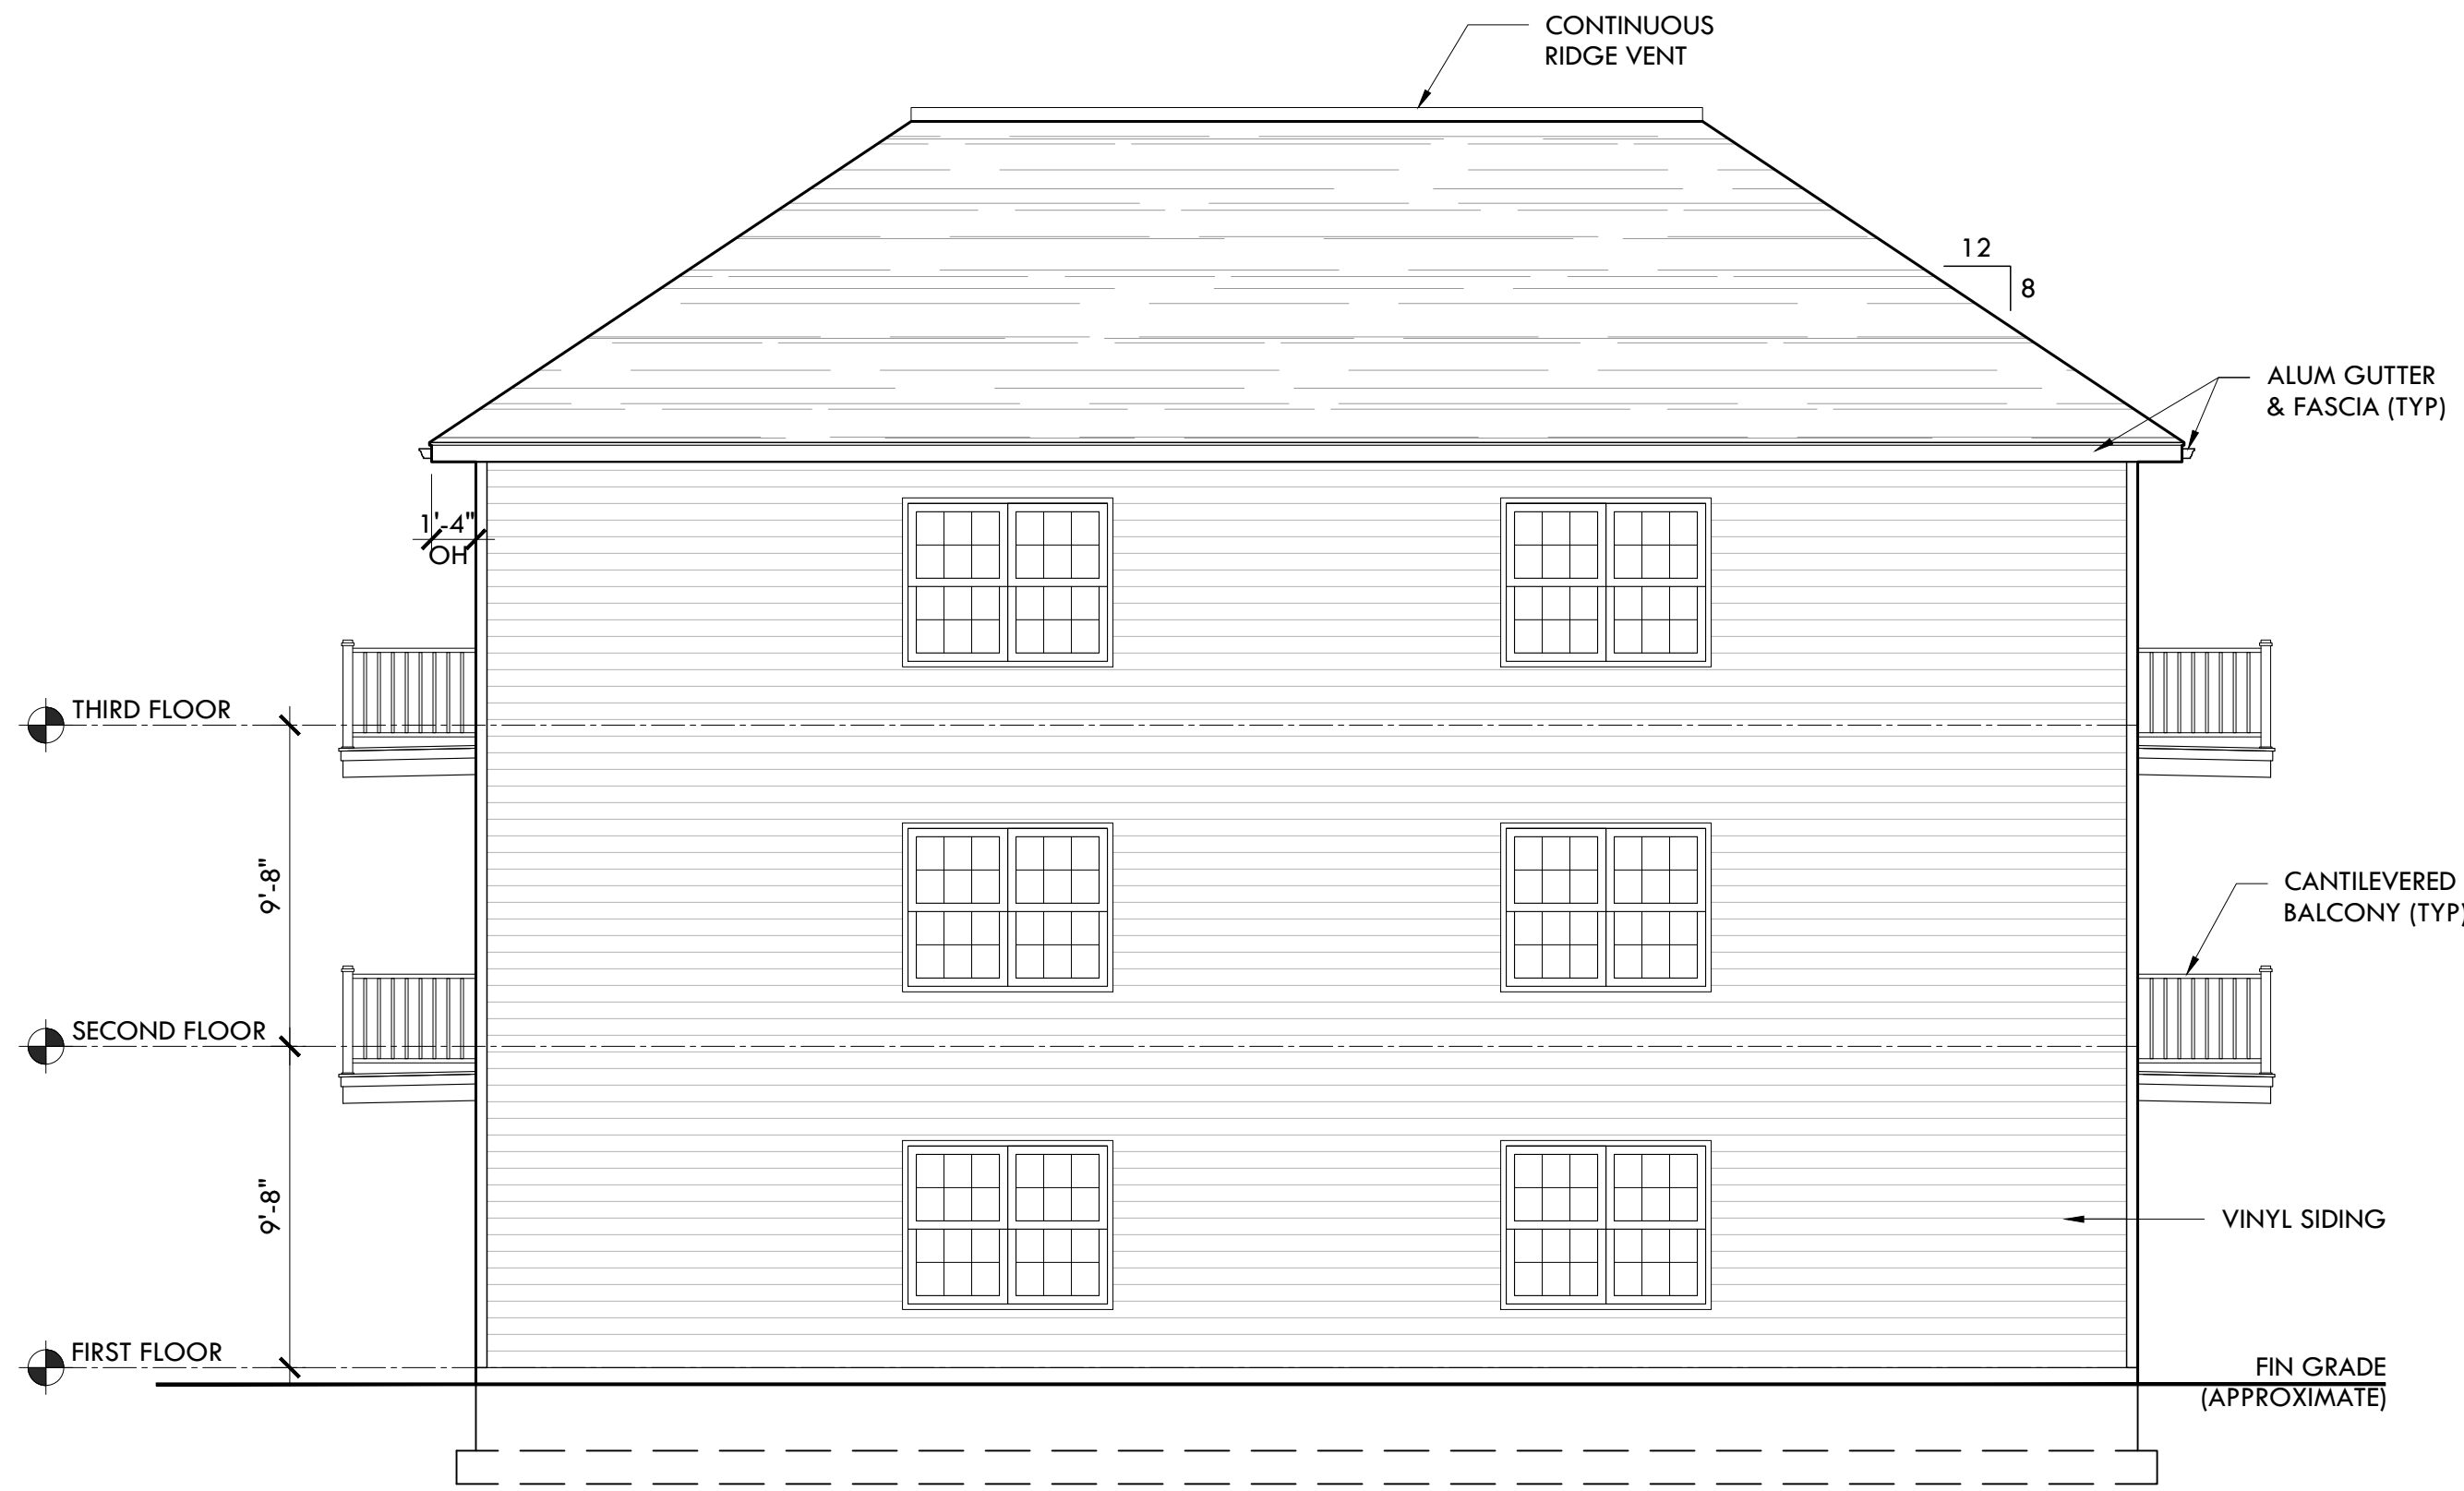 CONTINUOUS
RIDGE VENT
12
8
ALUM GUTTER
& FASCIA (TYP)
1'-4"
OH
THIRD FLOOR
9'-8"
CANTILEVERED
BALCONY (TYP)
SECOND FLOOR
9'-8"
VINYL SIDING
FIRST FLOOR
FIN GRADE
(APPROXIMATE)